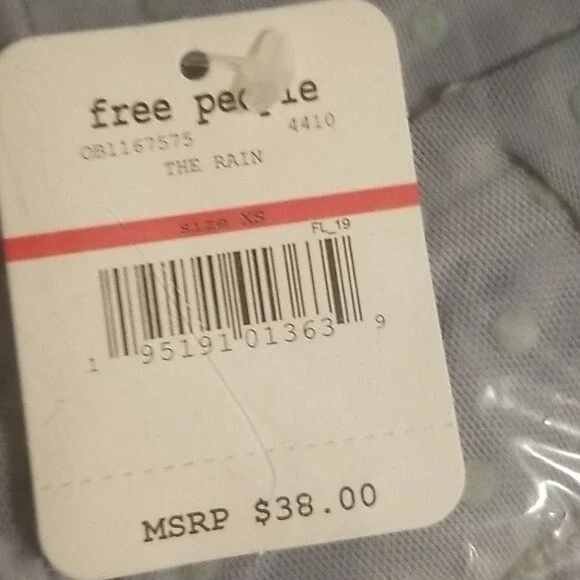 free people
OB1167575 4410
THE RAIN
size XS
FL_19
1 95191 01363 9
MSRP $38.00